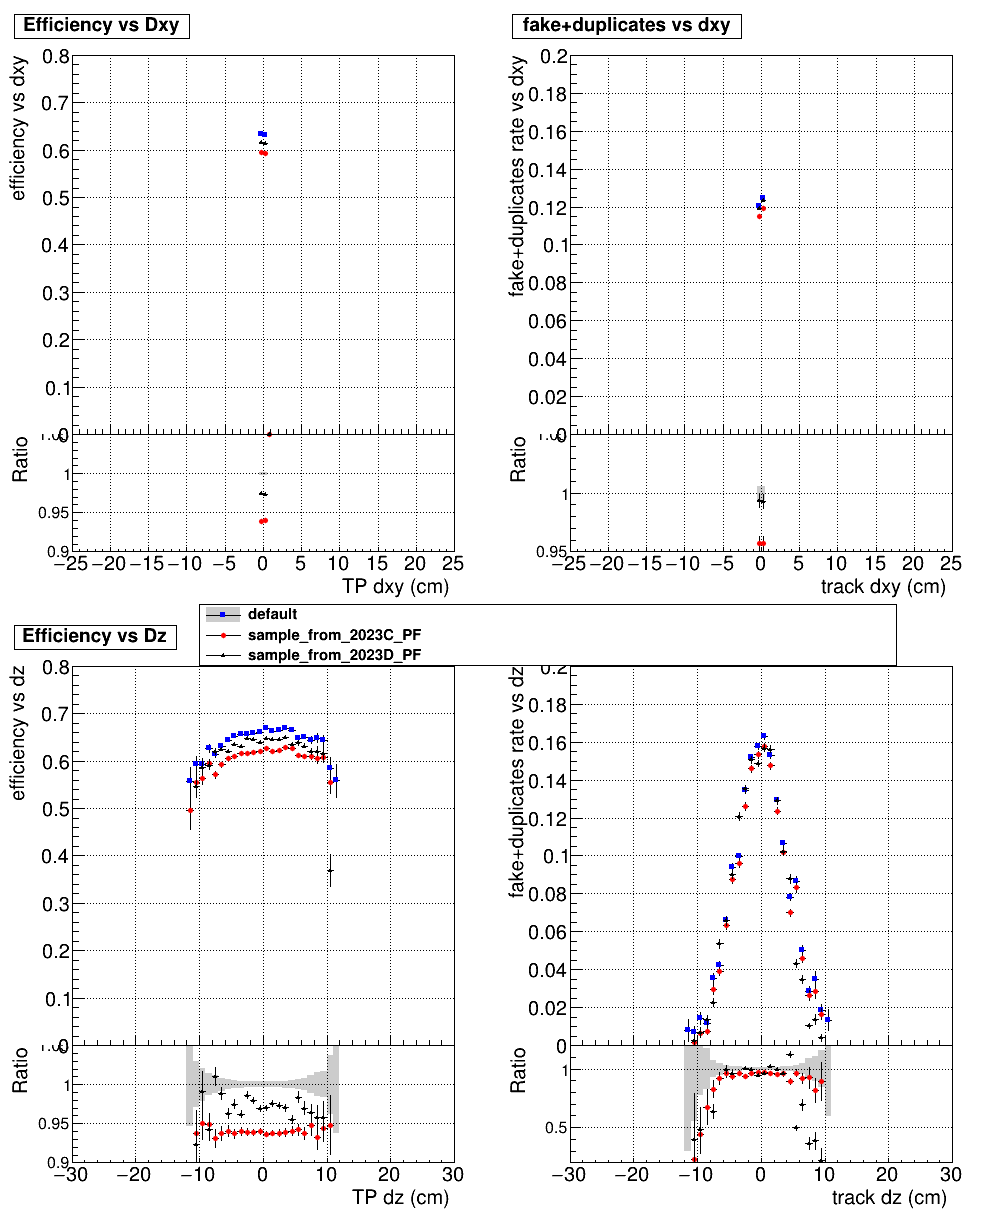 Efficiency vs Dxy
efficiency vs dxy
0.8
0.7
0.6
0.5
0.4
0.3
0.2
0.1
0
Ratio
1
0.95
0.9
−25 −20 −15 −10 −5 0 5 10 15 20 25
TP dxy (cm)
fake+duplicates vs dxy
fake+duplicates rate vs dxy
0.2
0.18
0.16
0.14
0.12
0.1
0.08
0.06
0.04
0.02
0
Ratio
1
0.95
−25 −20 −15 −10 −5 0 5 10 15 20 25
track dxy (cm)
default
sample_from_2023C_PF
sample_from_2023D_PF
Efficiency vs Dz
efficiency vs dz
0.8
0.7
0.6
0.5
0.4
0.3
0.2
0.1
0
Ratio
1
0.95
0.9
−30 −20 −10 0 10 20 30
TP dz (cm)
fake+duplicates rate vs dz
0.2
0.18
0.16
0.14
0.12
0.1
0.08
0.06
0.04
0.02
0
Ratio
1
0.5
−30 −20 −10 0 10 20 30
track dz (cm)